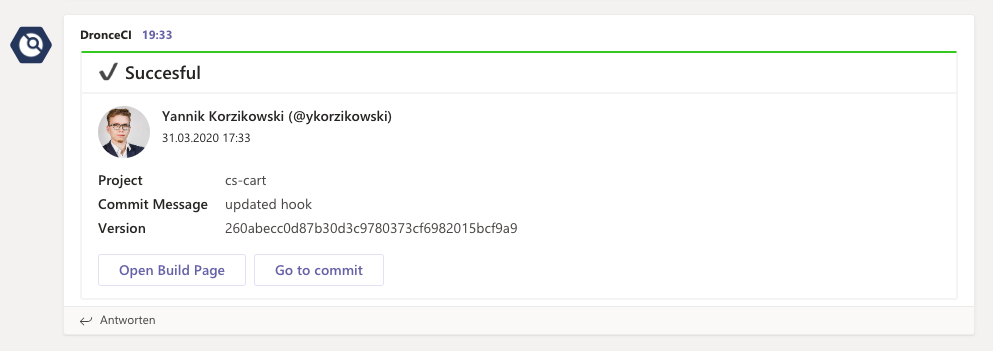 DronceCI 19:33
Succesful
Yannik Korzikowski (@ykorzikowski)
31.03.2020 17:33
Project cs-cart
Commit Message updated hook
Version 260abecc0d87b30d3c9780373cf6982015bcf9a9
Open Build Page Go to commit
Antworten